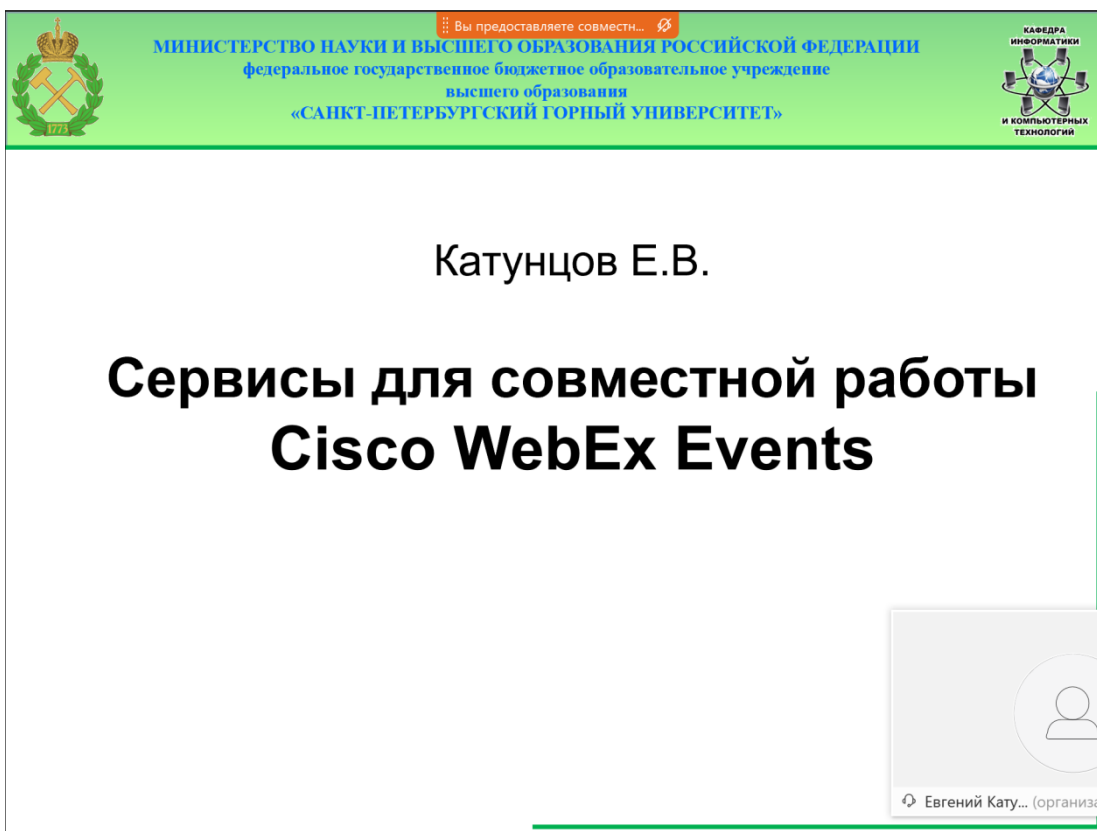 Вы предоставляете совместн...
МИНИСТЕРСТВО НАУКИ И ВЫСШЕГО ОБРАЗОВАНИЯ РОССИЙСКОЙ ФЕДЕРАЦИИ
федеральное государственное бюджетное образовательное учреждение
высшего образования
«САНКТ-ПЕТЕРБУРГСКИЙ ГОРНЫЙ УНИВЕРСИТЕТ»
1773
КАФЕДРА
ИНФОРМАТИКИ
И КОМПЬЮТЕРНЫХ
ТЕХНОЛОГИЙ
Катунцов Е.В.
Сервисы для совместной работы
Cisco WebEx Events
Евгений Кату... (организа